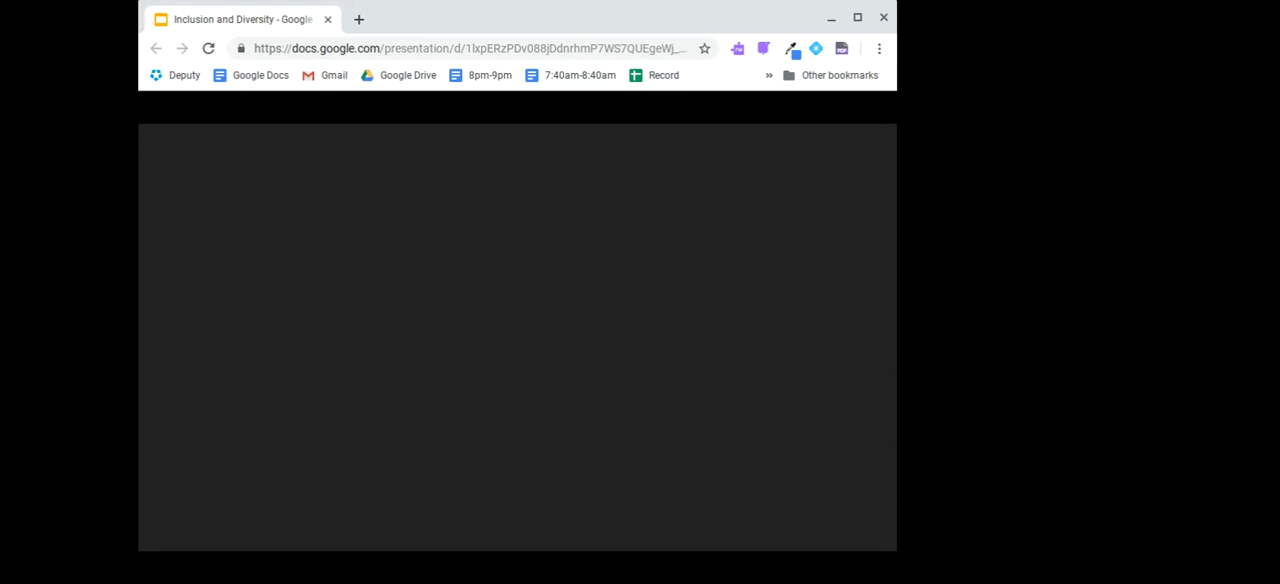 Inclusion and Diversity - Google
https://docs.google.com/presentation/d/1lxpERzPDv088jDdnrhmP7WS7QUEgeWj_...
Deputy Google Docs Gmail Google Drive 8pm-9pm 7:40am-8:40am Record » Other bookmarks